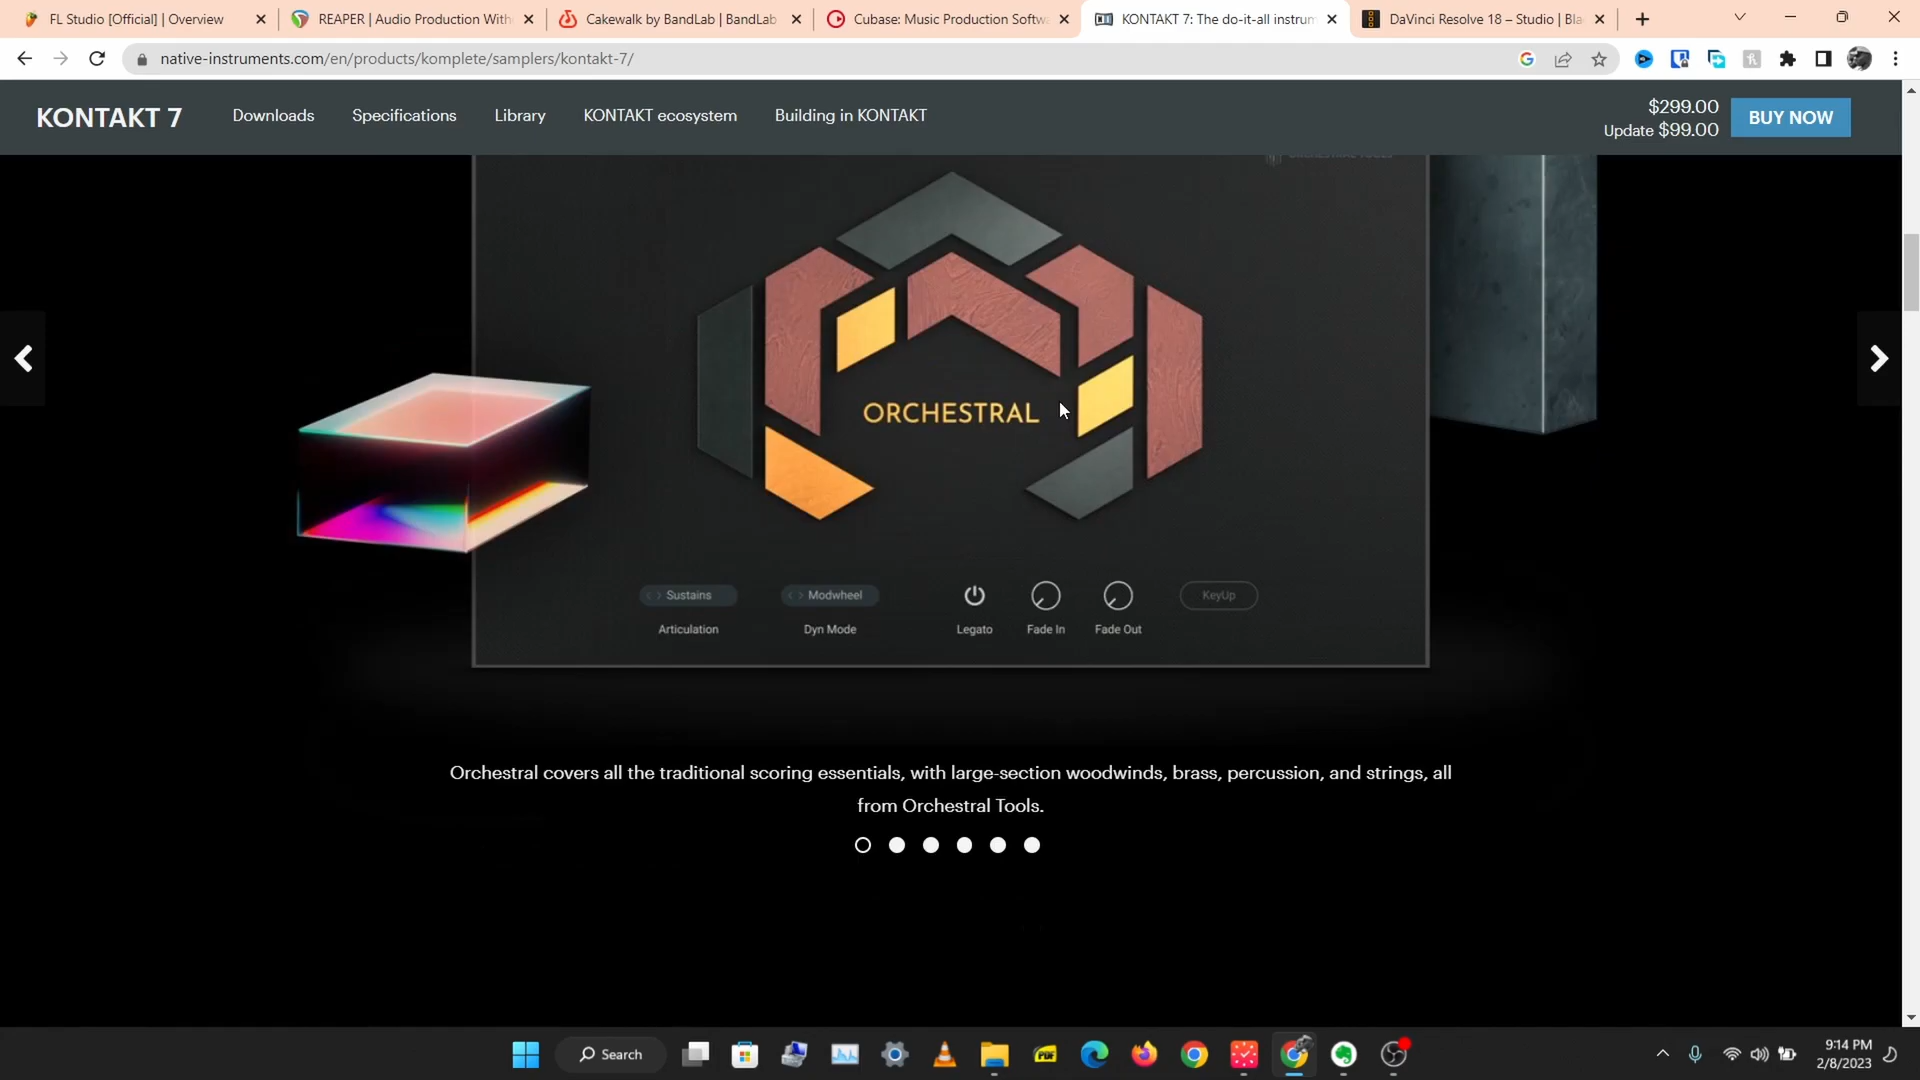 FL Studio [Official] | Overview
REAPER | Audio Production With
Cakewalk by BandLab | BandLab
Cubase: Music Production Softwa
KONTAKT 7: The do-it-all instrum
DaVinci Resolve 18 – Studio | Bla
native-instruments.com/en/products/komplete/samplers/kontakt-7/
KONTAKT 7
Downloads
Specifications
Library
KONTAKT ecosystem
Building in KONTAKT
$299.00
Update $99.00
BUY NOW
ORCHESTRAL TOOLS
ORCHESTRAL
Sustains
Modwheel
KeyUp
Articulation
Dyn Mode
Legato
Fade In
Fade Out
Orchestral covers all the traditional scoring essentials, with large-section woodwinds, brass, percussion, and strings, all
from Orchestral Tools.
Search
PDF
9:14 PM
2/8/2023